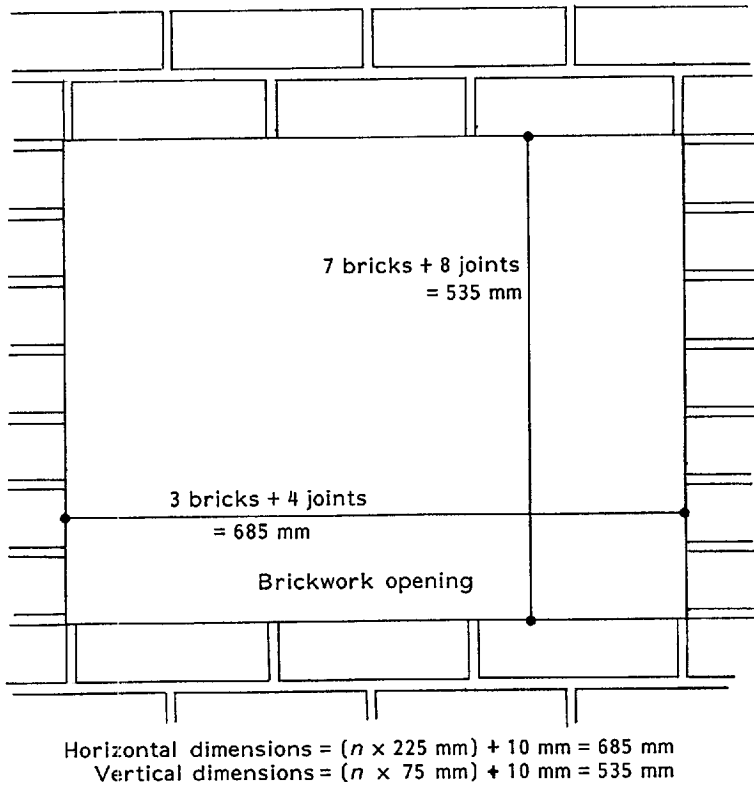 7 bricks + 8 joints
= 535 mm
3 bricks + 4 joints
= 685 mm
Brickwork opening
Horizontal dimensions = (n x 225 mm) + 10 mm = 685 mm
Vertical dimensions = (n x 75 mm) + 10 mm = 535 mm